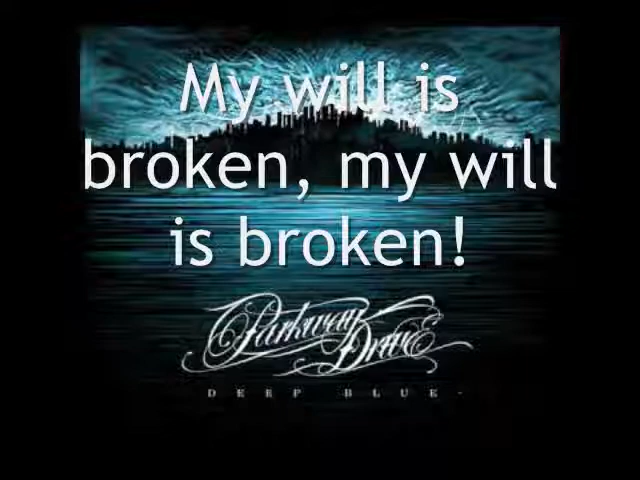 My will is
broken, my will
is broken!
Parkway Drive
DEEP BLUE-